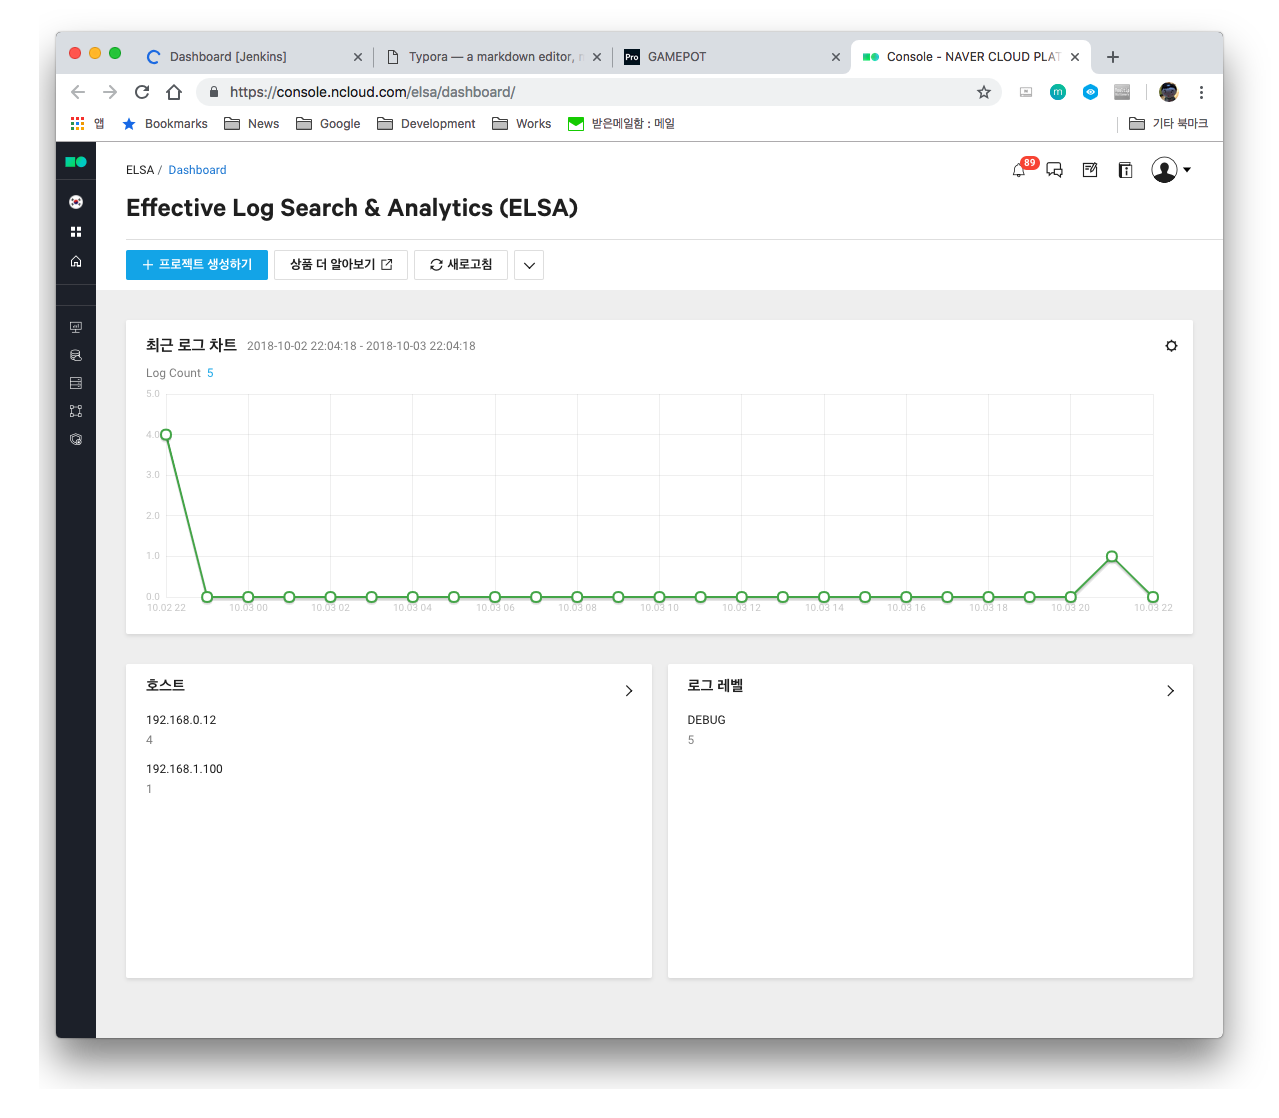 Dashboard [Jenkins]
Typora — a markdown editor,
Pro GAMEPOT
Console - NAVER CLOUD PLAT
https://console.ncloud.com/elsa/dashboard/
m
앱 Bookmarks News Google Development Works 받은메일함 : 메일 기타 북마크
ELSA / Dashboard
89
Effective Log Search & Analytics (ELSA)
+ 프로젝트 생성하기 상품 더 알아보기 새로고침
최근 로그 차트 2018-10-02 22:04:18 - 2018-10-03 22:04:18
Log Count 5
5.0
4.0
3.0
2.0
1.0
0.0
10.02 22 10.03 00 10.03 02 10.03 04 10.03 06 10.03 08 10.03 10 10.03 12 10.03 14 10.03 16 10.03 18 10.03 20 10.03 22
호스트
192.168.0.12
4
192.168.1.100
1
로그 레벨
DEBUG
5